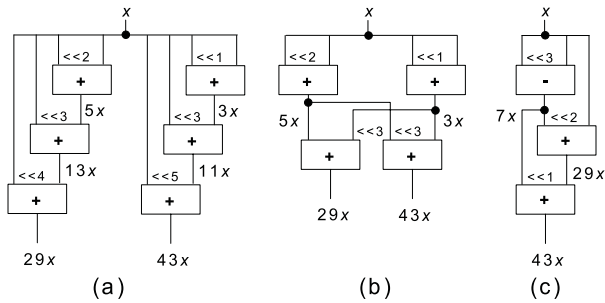 x x x
<<2 <<1 <<2 <<1 <<3
+ + + + -
5x 3x 5x 3x 7x
<<3 <<3 <<3 <<3 <<2
+ + + + +
13x 11x 29x
<<4 <<5 <<1
+ + +
29x 43x 29x 43x 43x
(a) (b) (c)